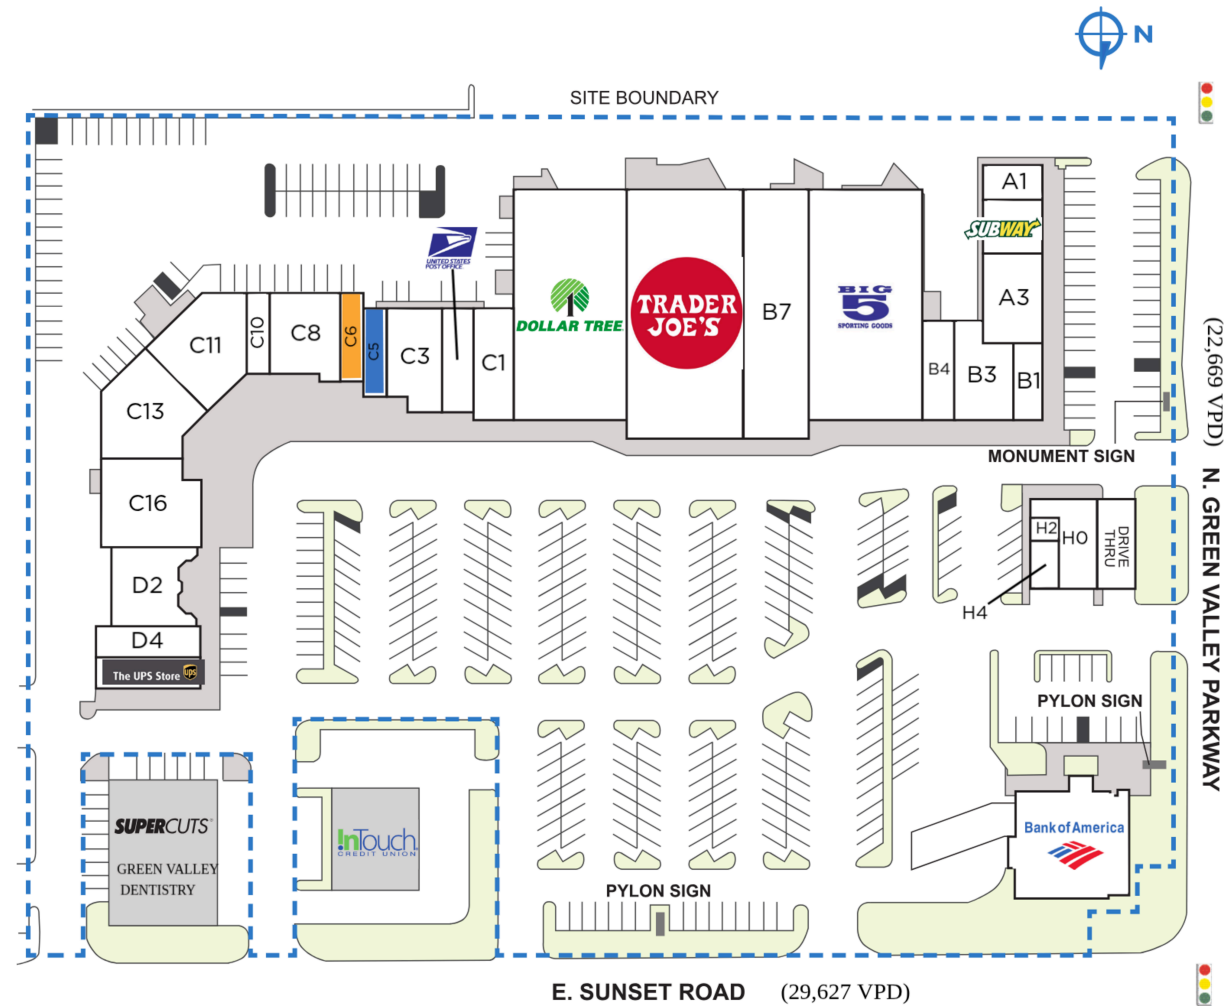 N
SITE BOUNDARY
A1
SUBWAY
A3
UNITED STATES
POST OFFICE
DOLLAR TREE
TRADER
JOE'S
B7
BIG
5
SPORTING GOODS
C11
C10
C8
C6
C5
C3
C1
B4
B3
B1
C13
C16
D2
D4
The UPS Store
ups
MONUMENT SIGN
H2
H0
DRIVE
THRU
H4
(22,669 VPD)
N. GREEN VALLEY PARKWAY
PYLON SIGN
SUPERCUTS
GREEN VALLEY
DENTISTRY
InTouch
CREDIT UNION
Bank of America
PYLON SIGN
E. SUNSET ROAD (29,627 VPD)